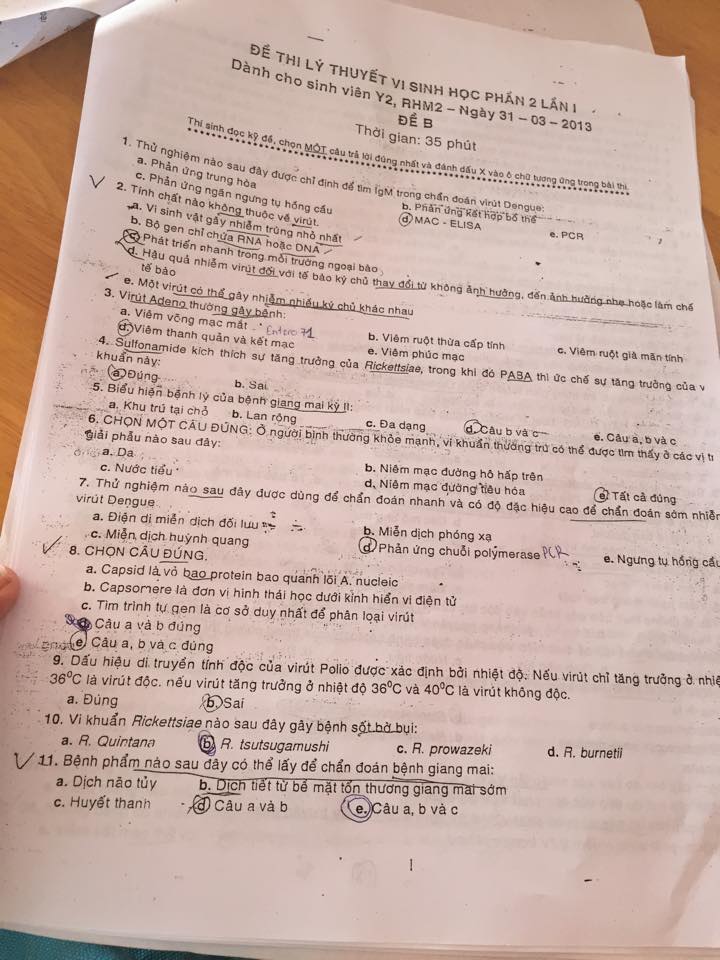 ĐỀ THI LÝ THUYẾT VI SINH HỌC PHẦN 2 LẦN I
Dành cho sinh viên Y2, RHM2 – Ngày 31 – 03 – 2013
ĐỀ B
Thời gian: 35 phút
Thí sinh đọc kỹ đề, chọn MỘT câu trả lời đúng nhất và đánh dấu X vào ô chữ tương ứng trong bài thi.
1. Thử nghiệm nào sau đây được chỉ định để tìm IgM trong chẩn đoán virút Dengue:
a. Phản ứng trung hòa b. Phản ứng kết hợp bổ thể
c. Phản ứng ngăn ngưng tụ hồng cầu d. MAC - ELISA e. PCR
2. Tính chất nào không thuộc về virút.
a. Vi sinh vật gây nhiễm trùng nhỏ nhất
b. Bộ gen chỉ chứa RNA hoặc DNA
c. Phát triển nhanh trong môi trường ngoại bào
d. Hậu quả nhiễm virút đối với tế bào ký chủ thay đổi từ không ảnh hưởng, đến ảnh hưởng nhẹ hoặc làm chế
tế bào
e. Một virút có thể gây nhiễm nhiều ký chủ khác nhau
3. Virút Adeno thường gây bệnh:
a. Viêm võng mạc mắt Entero 71 b. Viêm ruột thừa cấp tính c. Viêm ruột già mãn tính
d. Viêm thanh quản và kết mạc e. Viêm phúc mạc
4. Sulfonamide kích thích sự tăng trưởng của Rickettsiae, trong khi đó PABA thì ức chế sự tăng trưởng của v
khuẩn này:
a. Đúng b. Sai
5. Biểu hiện bệnh lý của bệnh giang mai kỳ II:
a. Khu trú tại chỗ b. Lan rộng c. Đa dạng d. Câu b và c e. Câu a, b và c
6. CHỌN MỘT CÂU ĐÚNG: Ở người bình thường khỏe mạnh, vi khuẩn thường trú có thể được tìm thấy ở các vị tr
giải phẫu nào sau đây:
a. Da b. Niêm mạc đường hô hấp trên
c. Nước tiểu d. Niêm mạc đường tiêu hóa e. Tất cả đúng
7. Thử nghiệm nào sau đây được dùng để chẩn đoán nhanh và có độ đặc hiệu cao để chẩn đoán sớm nhiễm
virút Dengue
a. Điện di miễn dịch đối lưu b. Miễn dịch phóng xạ
c. Miễn dịch huỳnh quang d. Phản ứng chuỗi polymerase PCR e. Ngưng tụ hồng cầu
8. CHỌN CÂU ĐÚNG.
a. Capsid là vỏ bao protein bao quanh lõi A. nucleic
b. Capsomere là đơn vị hình thái học dưới kính hiển vi điện tử
c. Tìm trình tự gen là cơ sở duy nhất để phân loại virút
d. Câu a và b đúng
e. Câu a, b và c đúng
9. Dấu hiệu di truyền tính độc của virút Polio được xác định bởi nhiệt độ. Nếu virút chỉ tăng trưởng ở nhiệ
36⁰C là virút độc. nếu virút tăng trưởng ở nhiệt độ 36⁰C và 40⁰C là virút không độc.
a. Đúng b. Sai
10. Vi khuẩn Rickettsiae nào sau đây gây bệnh sốt bờ bụi:
a. R. Quintana b. R. tsutsugamushi c. R. prowazeki d. R. burnetii
11. Bệnh phẩm nào sau đây có thể lấy để chẩn đoán bệnh giang mai:
a. Dịch não tủy b. Dịch tiết từ bề mặt tổn thương giang mai sớm
c. Huyết thanh d. Câu a và b e. Câu a, b và c
1